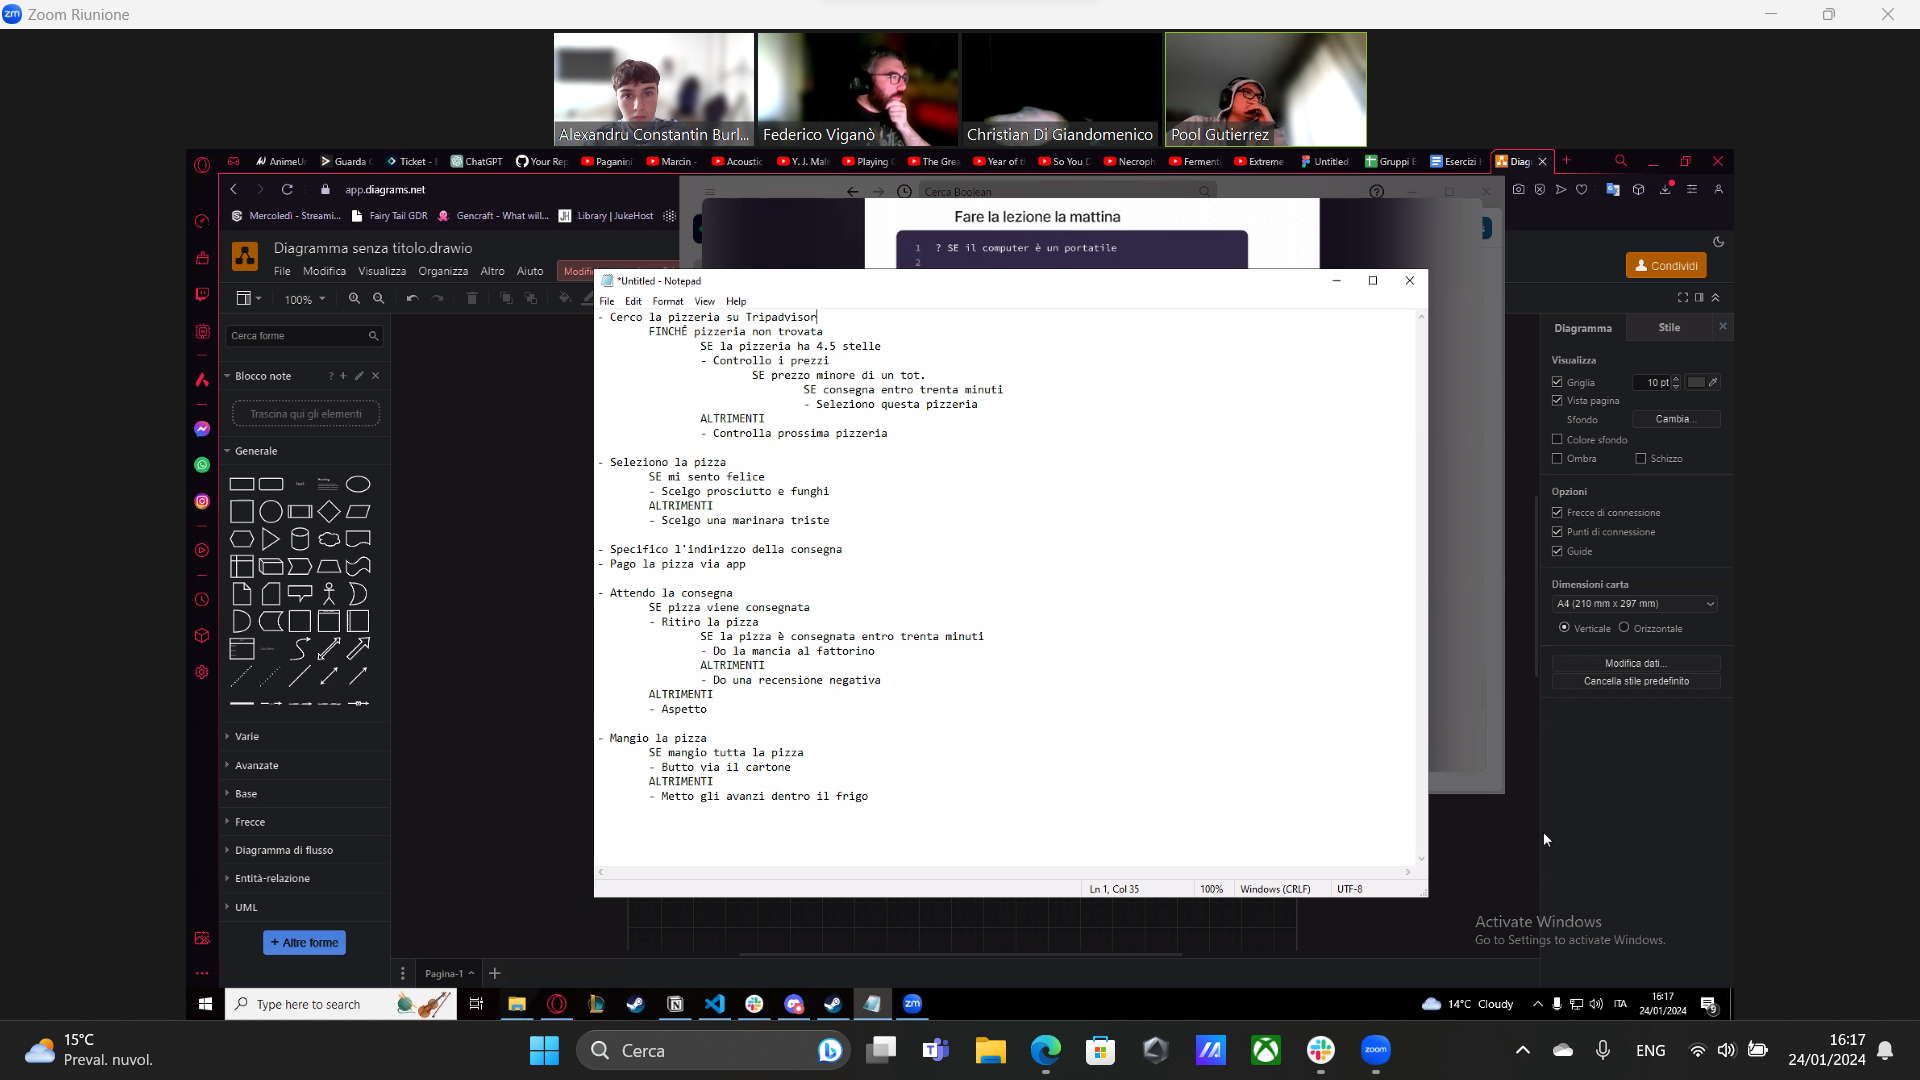 Zoom Riunione
Alexandru Constantin Burl...
Federico Viganò
Christian Di Giandomenico
Pool Gutierrez
AnimeUr
Guarda
Ticket - E
ChatGPT
Your Rep
Paganini
Marcin -
Acoustic
Y. J. Mal
Playing
The Grea
Year of t
So You D
Necroph
Ferment
Extreme
Untitled
Gruppi E
Esercizi
Diag
app.diagrams.net
Cerca Boolean
Mercoledì - Streami...
Fairy Tail GDR
Gencraft - What will...
Library | JukeHost
Fare la lezione la mattina
1 ? SE il computer è un portatile
2
Diagramma senza titolo.drawio
File Modifica Visualizza Organizza Altro Aiuto
Modifi
Condividi
100%
*Untitled - Notepad
File Edit Format View Help
- Cerco la pizzeria su Tripadvisor
FINCHÉ pizzeria non trovata
SE la pizzeria ha 4.5 stelle
- Controllo i prezzi
SE prezzo minore di un tot.
SE consegna entro trenta minuti
- Seleziono questa pizzeria
ALTRIMENTI
- Controlla prossima pizzeria
- Seleziono la pizza
SE mi sento felice
- Scelgo prosciutto e funghi
ALTRIMENTI
- Scelgo una marinara triste
- Specifico l'indirizzo della consegna
- Pago la pizza via app
- Attendo la consegna
SE pizza viene consegnata
- Ritiro la pizza
SE la pizza è consegnata entro trenta minuti
- Do la mancia al fattorino
ALTRIMENTI
- Do una recensione negativa
ALTRIMENTI
- Aspetto
- Mangio la pizza
SE mangio tutta la pizza
- Butto via il cartone
ALTRIMENTI
- Metto gli avanzi dentro il frigo
Ln 1, Col 35
100%
Windows (CRLF)
UTF-8
Cerca forme
Blocco note
Trascina qui gli elementi
Generale
Varie
Avanzate
Base
Frecce
Diagramma di flusso
Entità-relazione
UML
+ Altre forme
Pagina-1
Diagramma
Stile
Visualizza
Griglia
10 pt
Vista pagina
Sfondo
Cambia...
Colore sfondo
Ombra
Schizzo
Opzioni
Frecce di connessione
Punti di connessione
Guide
Dimensioni carta
A4 (210 mm x 297 mm)
Verticale
Orizzontale
Modifica dati...
Cancella stile predefinito
Activate Windows
Go to Settings to activate Windows.
Type here to search
14°C Cloudy
ITA
16:17
24/01/2024
9
15°C
Preval. nuvol.
Cerca
zoom
ENG
16:17
24/01/2024